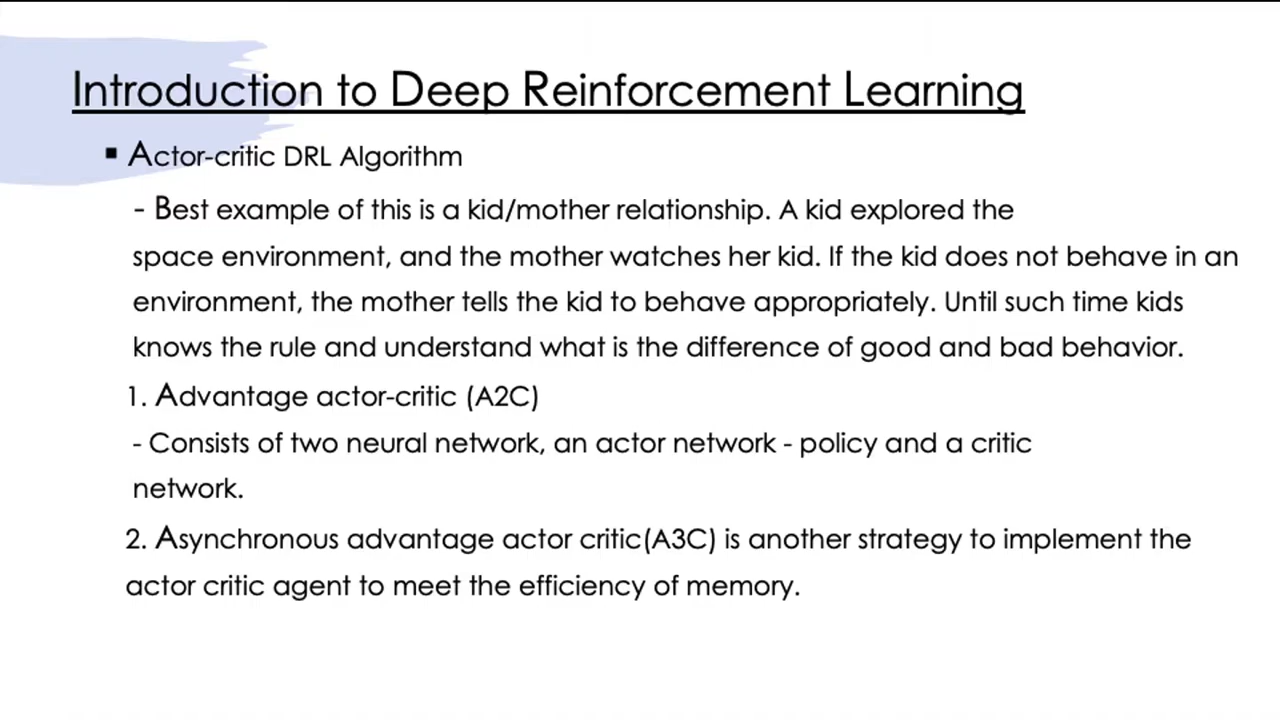 Introduction to Deep Reinforcement Learning
▪ Actor-critic DRL Algorithm
- Best example of this is a kid/mother relationship. A kid explored the
space environment, and the mother watches her kid. If the kid does not behave in an
environment, the mother tells the kid to behave appropriately. Until such time kids
knows the rule and understand what is the difference of good and bad behavior.
1. Advantage actor-critic (A2C)
- Consists of two neural network, an actor network - policy and a critic
network.
2. Asynchronous advantage actor critic(A3C) is another strategy to implement the
actor critic agent to meet the efficiency of memory.